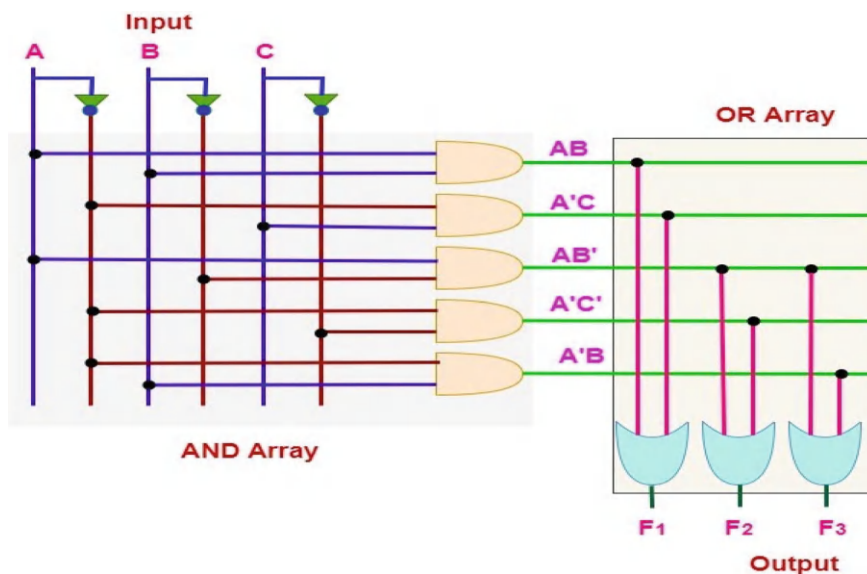 Input
A B C
OR Array
AB
A'C
AB'
A'C'
A'B
AND Array
F1 F2 F3
Output